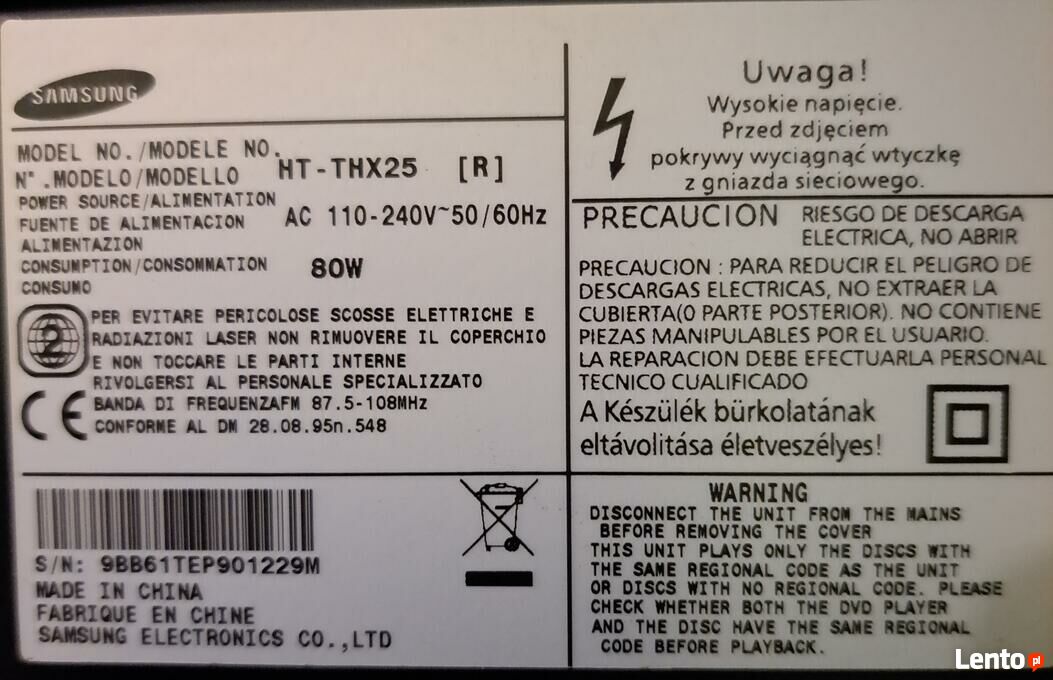 SAMSUNG
MODEL NO./MODELE NO.
N° .MODELO/MODELLO
HT-THX25 [R]
POWER SOURCE/ALIMENTATION
FUENTE DE ALIMENTACION
ALIMENTAZION
AC 110-240V~50/60Hz
CONSUMPTION/CONSOMMATION
CONSUMO
80W
2
PER EVITARE PERICOLOSE SCOSSE ELETTRICHE E
RADIAZIONI LASER NON RIMUOVERE IL COPERCHIO
E NON TOCCARE LE PARTI INTERNE
RIVOLGERSI AL PERSONALE SPECIALIZZATO
BANDA DI FREQUENZAFM 87.5-108MHz
CONFORME AL DM 28.08.95n.548
CE
S/N: 9BB61TEP901229M
MADE IN CHINA
FABRIQUE EN CHINE
SAMSUNG ELECTRONICS CO.,LTD
Uwaga!
Wysokie napięcie.
Przed zdjęciem
pokrywy wyciągnąć wtyczkę
z gniazda sieciowego.
PRECAUCION RIESGO DE DESCARGA
ELECTRICA, NO ABRIR
PRECAUCION : PARA REDUCIR EL PELIGRO DE
DESCARGAS ELECTRICAS, NO EXTRAER LA
CUBIERTA(0 PARTE POSTERIOR). NO CONTIENE
PIEZAS MANIPULABLES POR EL USUARIO.
LA REPARACION DEBE EFECTUARLA PERSONAL
TECNICO CUALIFICADO
A Készülék bürkolatának
eltávolitása életveszélyes!
WARNING
DISCONNECT THE UNIT FROM THE MAINS
BEFORE REMOVING THE COVER
THIS UNIT PLAYS ONLY THE DISCS WITH
THE SAME REGIONAL CODE AS THE UNIT
OR DISCS WITH NO REGIONAL CODE. PLEASE
CHECK WHETHER BOTH THE DVD PLAYER
AND THE DISC HAVE THE SAME REGIONAL
CODE BEFORE PLAYBACK.
Lento.pl